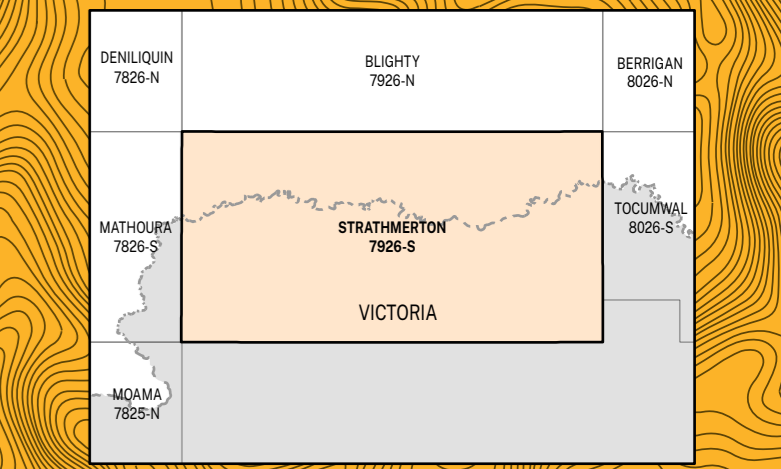 DENILIQUIN
7826-N
BLIGHTY
7926-N
BERRIGAN
8026-N
MATHOURA
7826-S
STRATHMERTON
7926-S
TOCUMWAL
8026-S
VICTORIA
MOAMA
7825-N